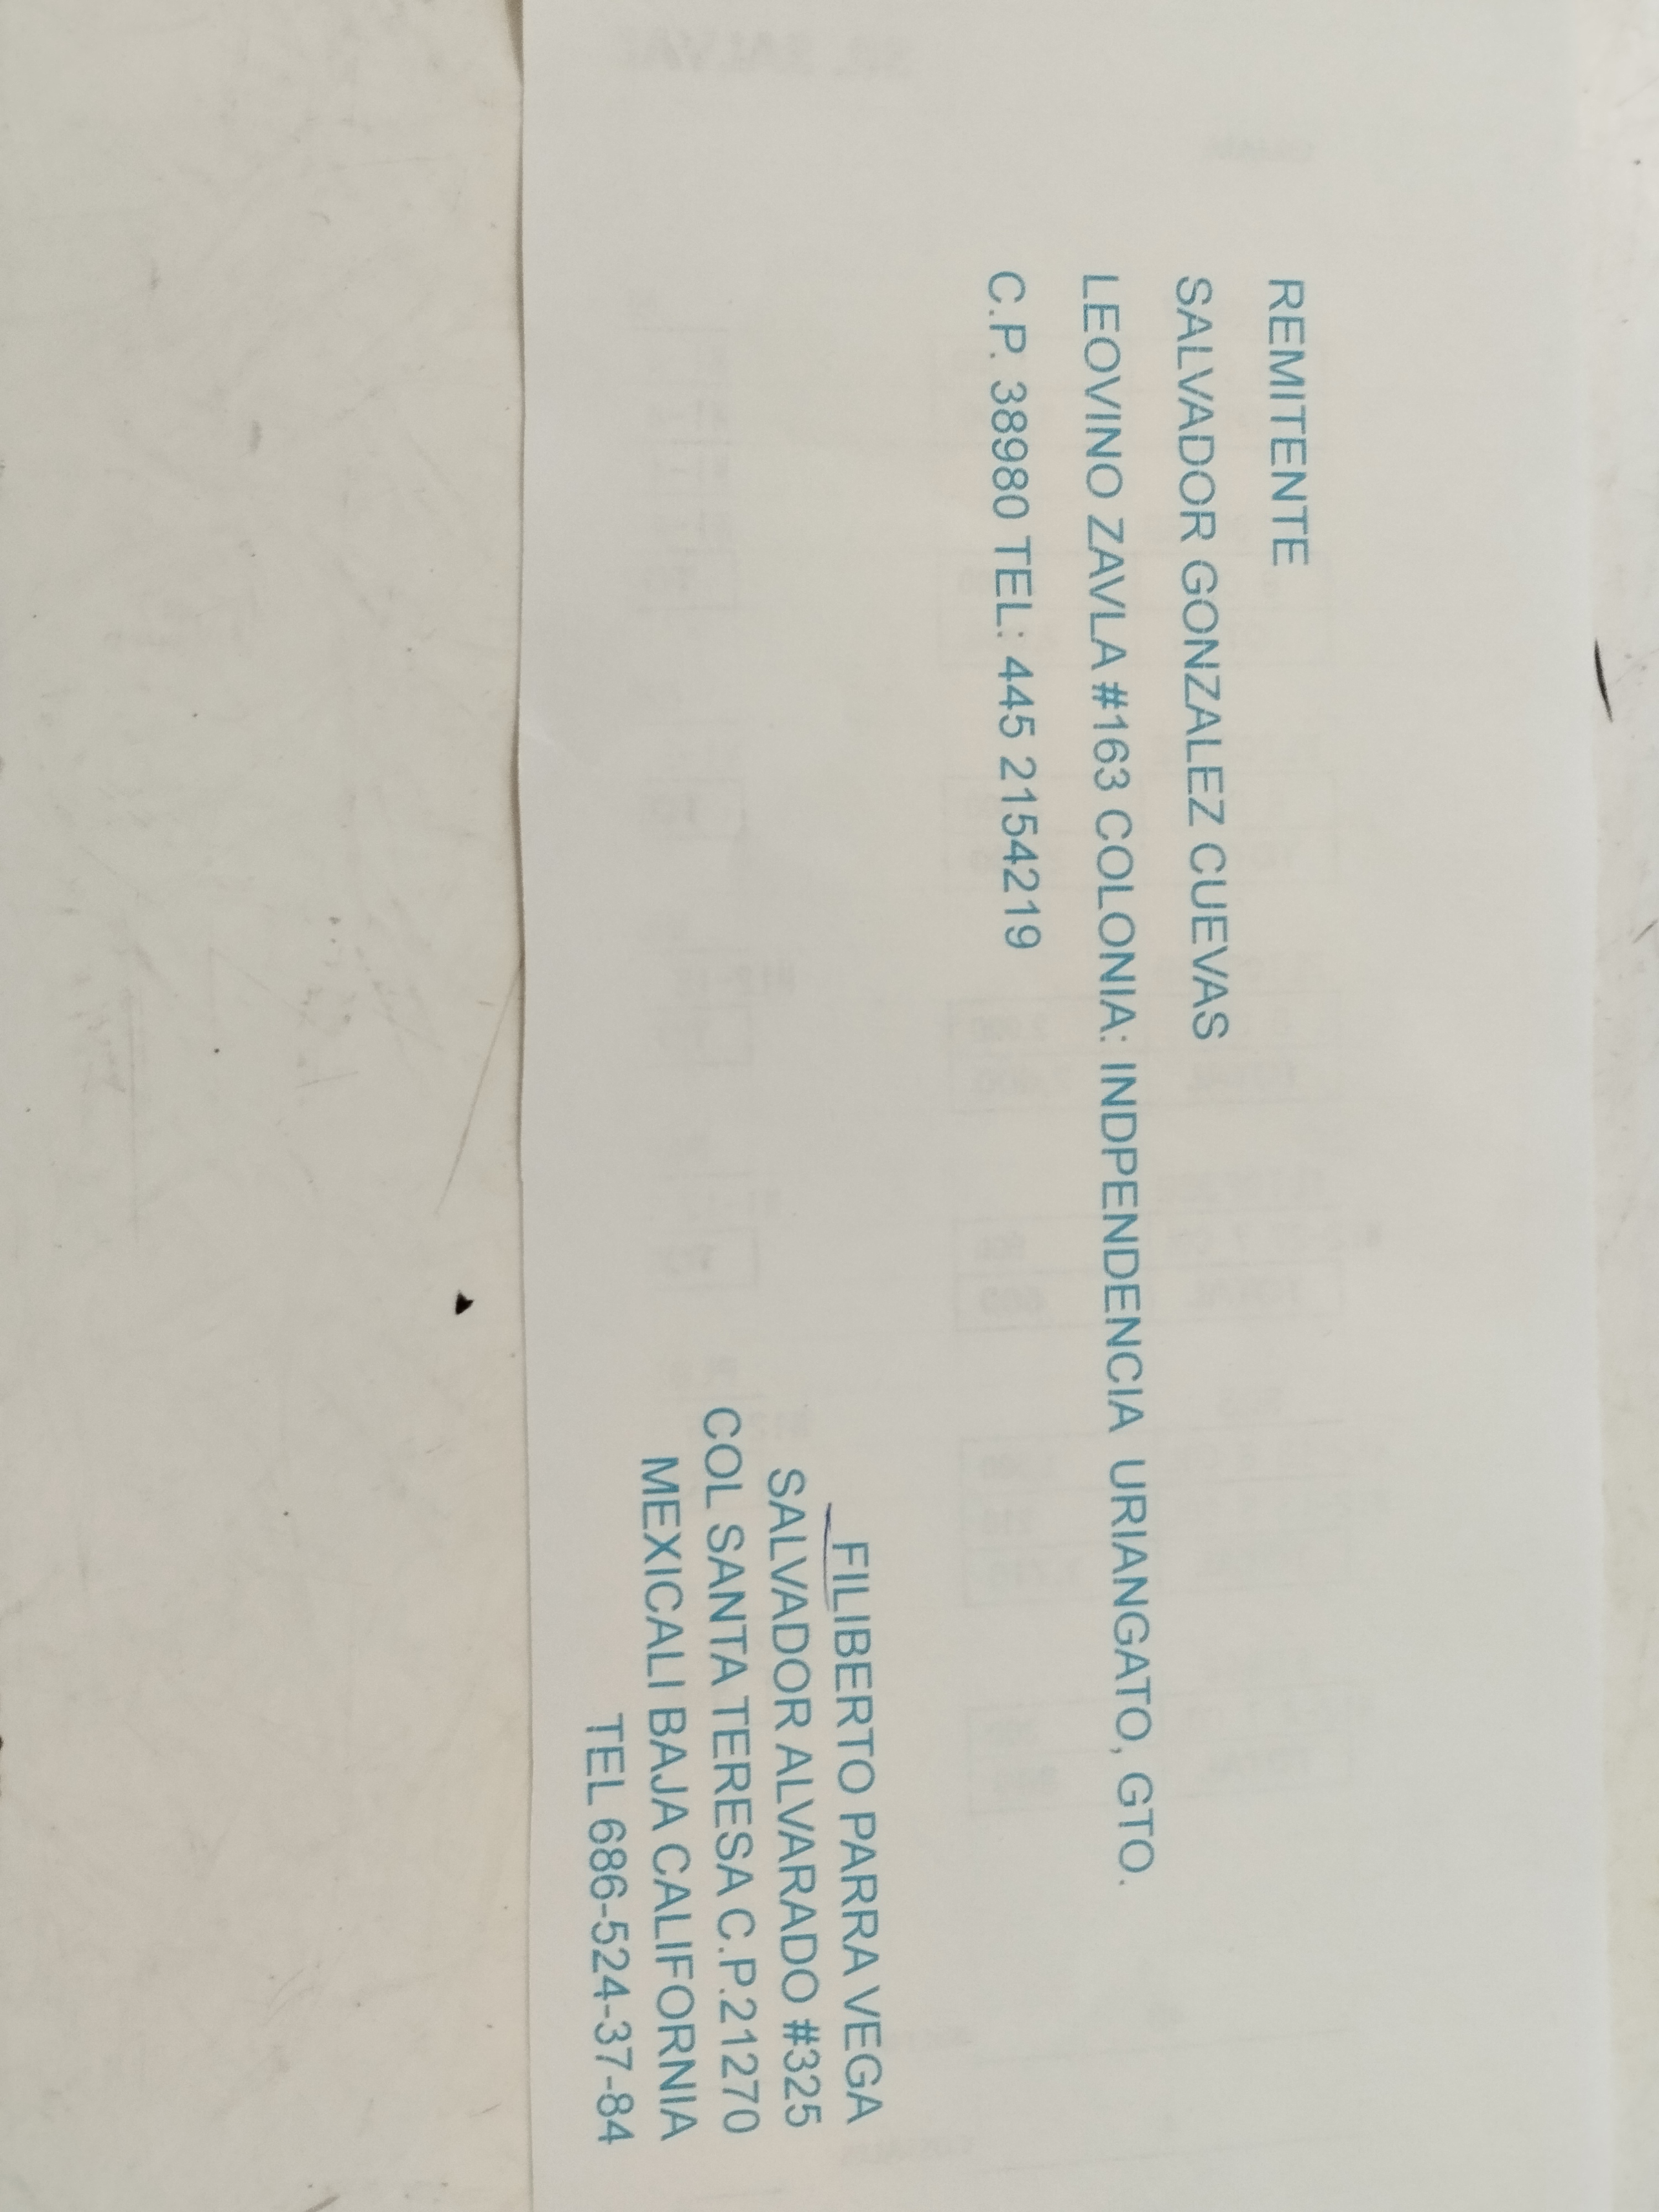 REMITENTE
SALVADOR GONZALEZ CUEVAS
LEOVINO ZAVLA #163 COLONIA: INDPENDENCIA URIANGATO, GTO.
C.P. 38980 TEL: 445 2154219
FILIBERTO PARRA VEGA
SALVADOR ALVARADO #325
COL SANTA TERESA C.P.21270
MEXICALI BAJA CALIFORNIA
TEL 686-524-37-84